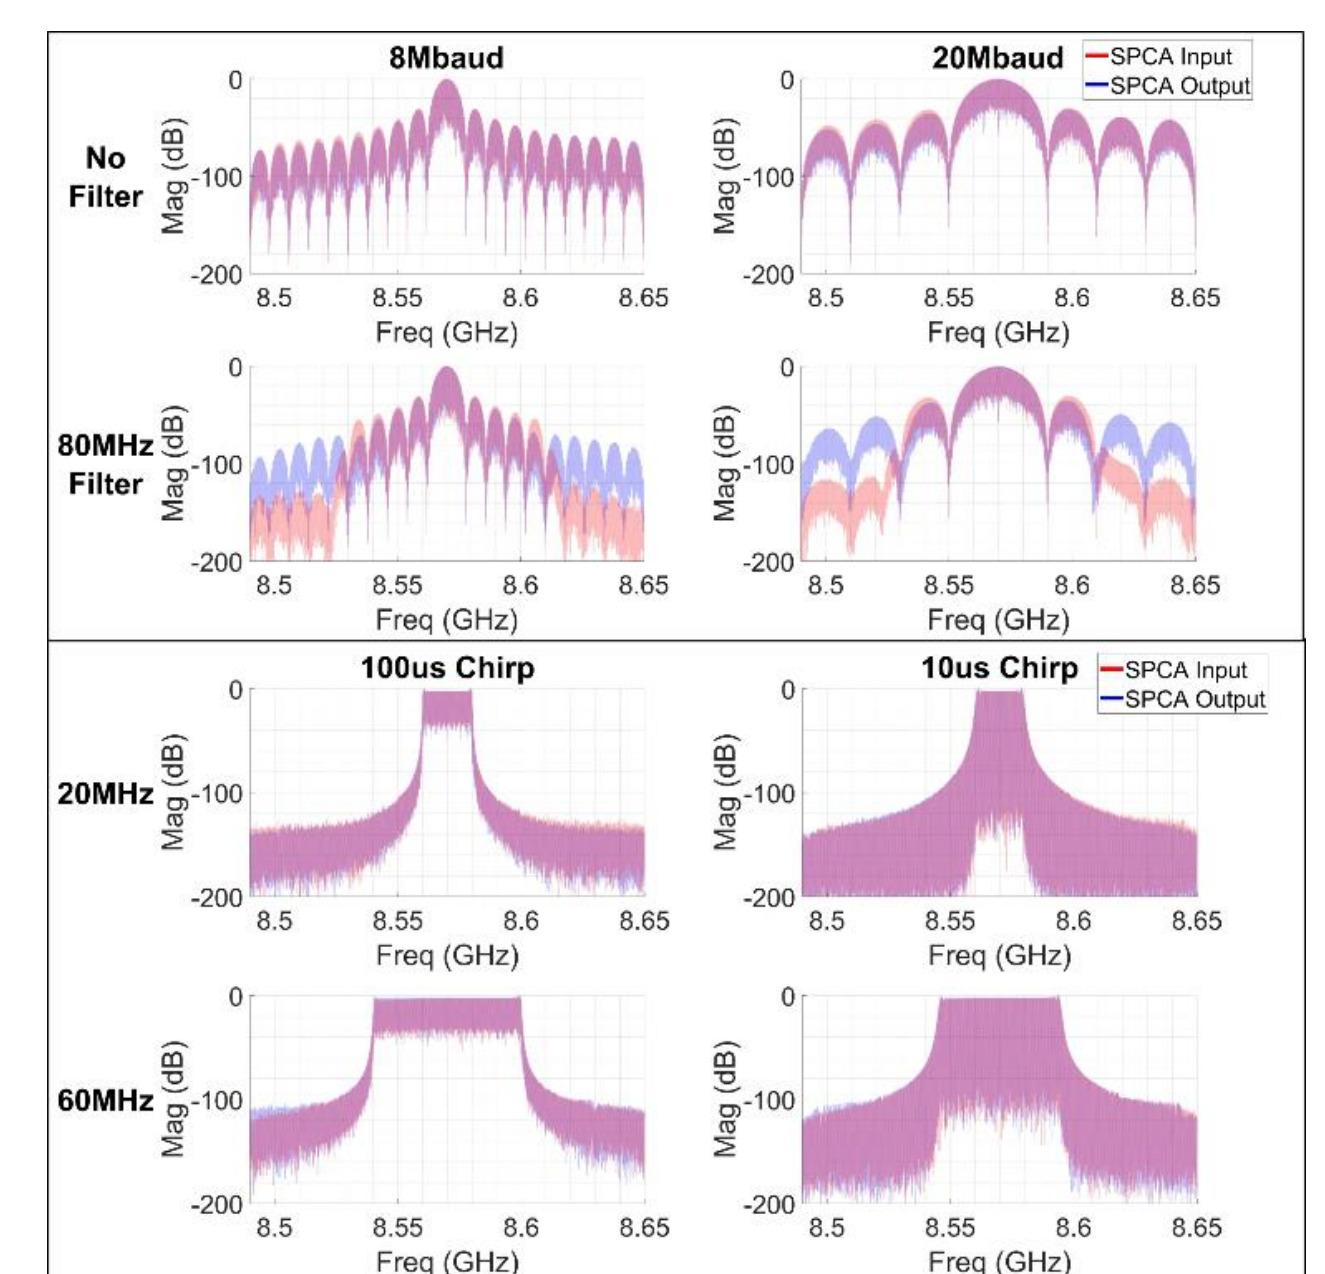 8Mbaud
20Mbaud
SPCA Input
SPCA Output
No
Filter
Mag (dB)
0
-100
-200
8.5 8.55 8.6 8.65
Freq (GHz)
Mag (dB)
0
-100
-200
8.5 8.55 8.6 8.65
Freq (GHz)
80MHz
Filter
Mag (dB)
0
-100
-200
8.5 8.55 8.6 8.65
Freq (GHz)
Mag (dB)
0
-100
-200
8.5 8.55 8.6 8.65
Freq (GHz)
100us Chirp
10us Chirp
SPCA Input
SPCA Output
20MHz
Mag (dB)
0
-100
-200
8.5 8.55 8.6 8.65
Freq (GHz)
Mag (dB)
0
-100
-200
8.5 8.55 8.6 8.65
Freq (GHz)
60MHz
Mag (dB)
0
-100
-200
8.5 8.55 8.6 8.65
Freq (GHz)
Mag (dB)
0
-100
-200
8.5 8.55 8.6 8.65
Freq (GHz)